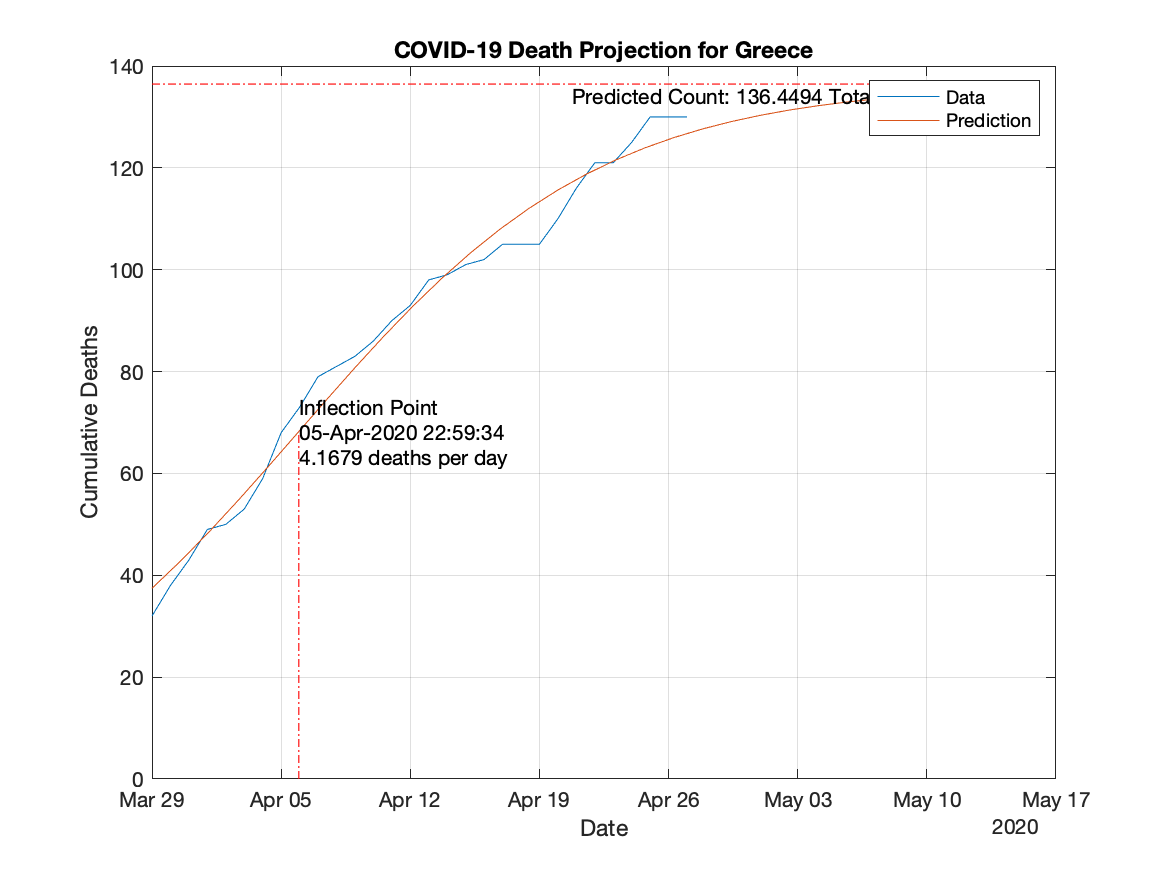 COVID-19 Death Projection for Greece
140
Predicted Count: 136.4494 Tota
Data
Prediction
120
100
80
60
40
20
0
Cumulative Deaths
Inflection Point
05-Apr-2020 22:59:34
4.1679 deaths per day
Mar 29 Apr 05 Apr 12 Apr 19 Apr 26 May 03 May 10 May 17
Date
2020